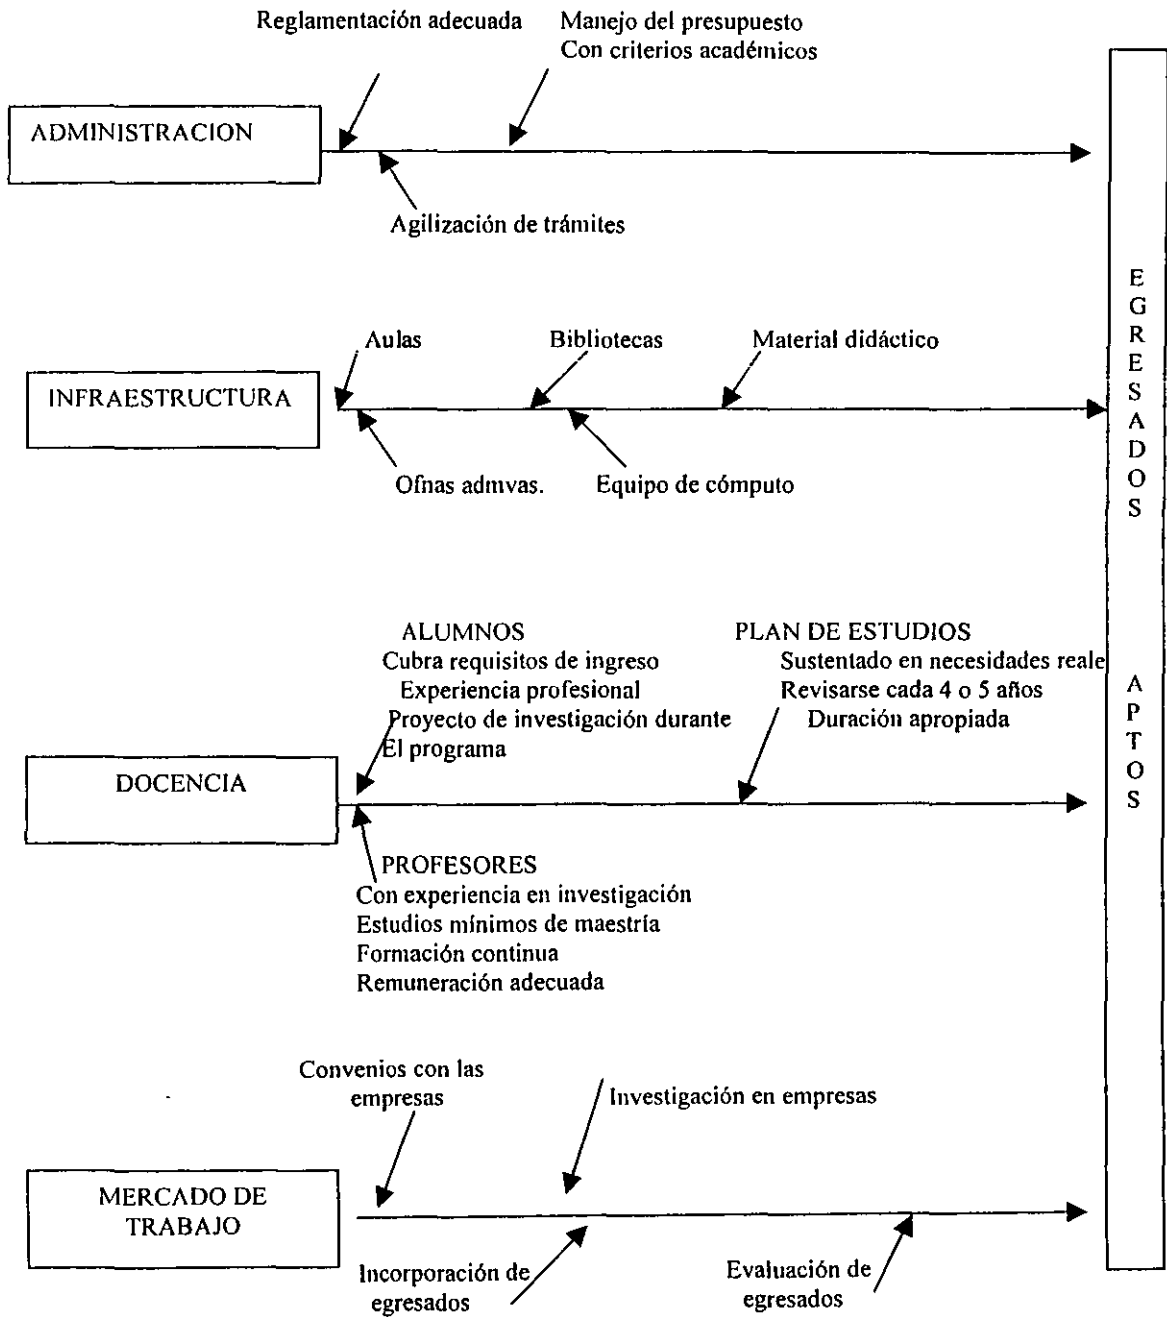 Reglamentación adecuada
Manejo del presupuesto
Con criterios académicos
ADMINISTRACION
Agilización de trámites
Aulas
Bibliotecas
Material didáctico
INFRAESTRUCTURA
Ofnas admvas.
Equipo de cómputo
ALUMNOS
Cubra requisitos de ingreso
Experiencia profesional
Proyecto de investigación durante
El programa
PLAN DE ESTUDIOS
Sustentado en necesidades reale
Revisarse cada 4 o 5 años
Duración apropiada
DOCENCIA
PROFESORES
Con experiencia en investigación
Estudios mínimos de maestría
Formación continua
Remuneración adecuada
Convenios con las
empresas
Investigación en empresas
MERCADO DE
TRABAJO
Incorporación de
egresados
Evaluación de
egresados
EGRESADOS
APTOS